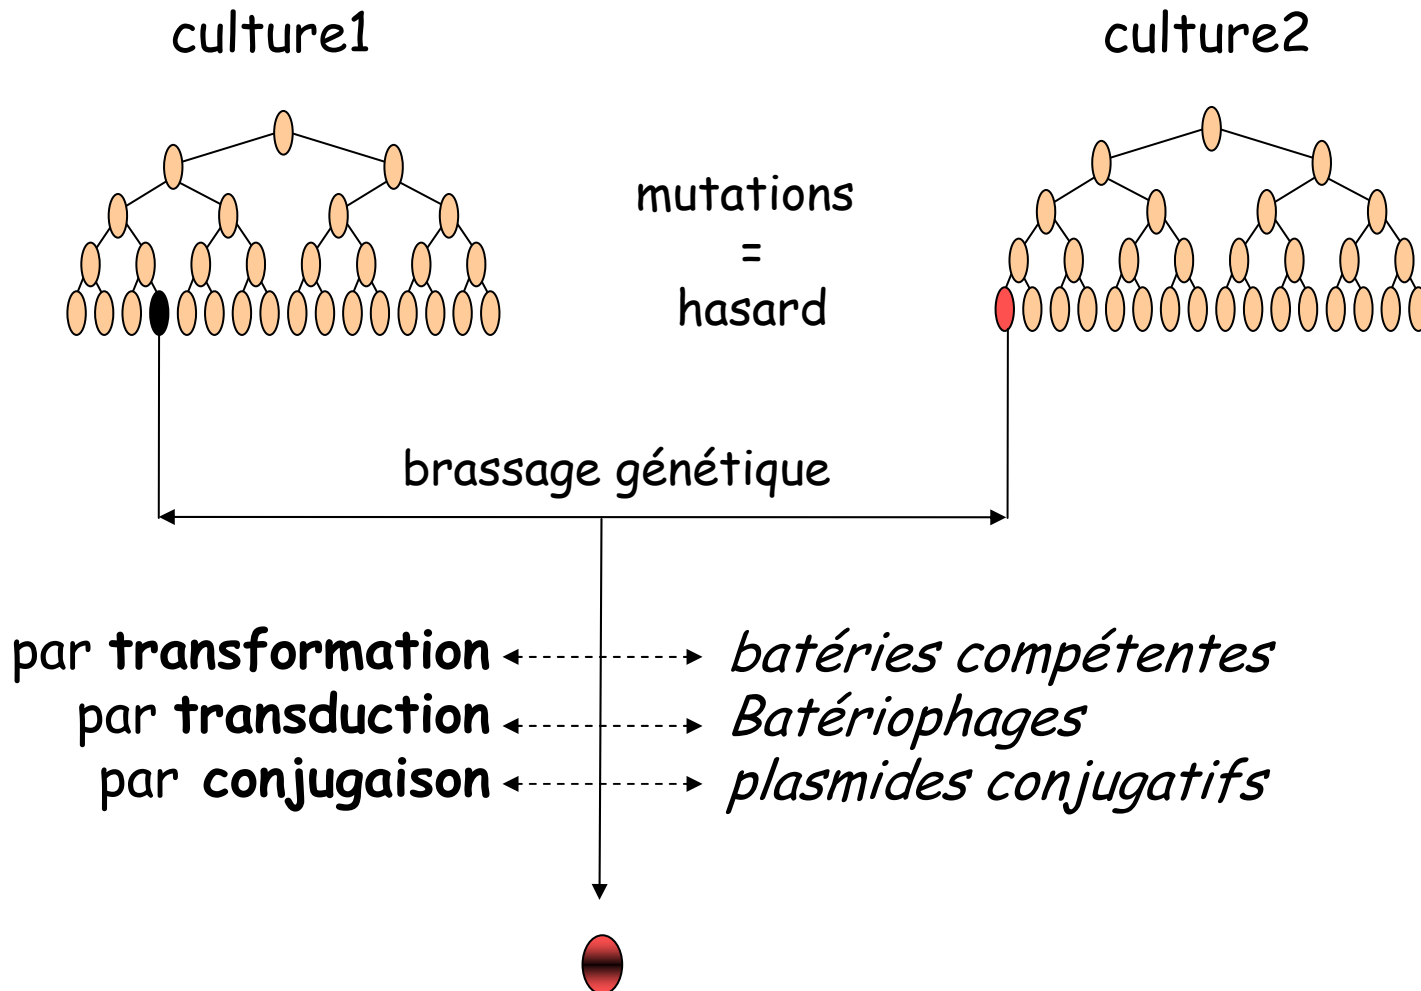 culture1
culture2
mutations
=
hasard
brassage génétique
par transformation
batéries compétentes
par transduction
Batériophages
par conjugaison
plasmides conjugatifs